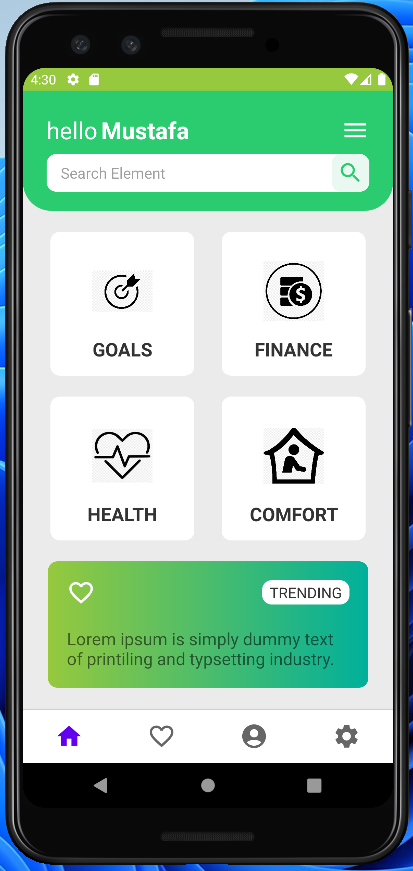 4:30
hello Mustafa
Search Element
GOALS
FINANCE
HEALTH
COMFORT
TRENDING
Lorem ipsum is simply dummy text
of printiling and typsetting industry.